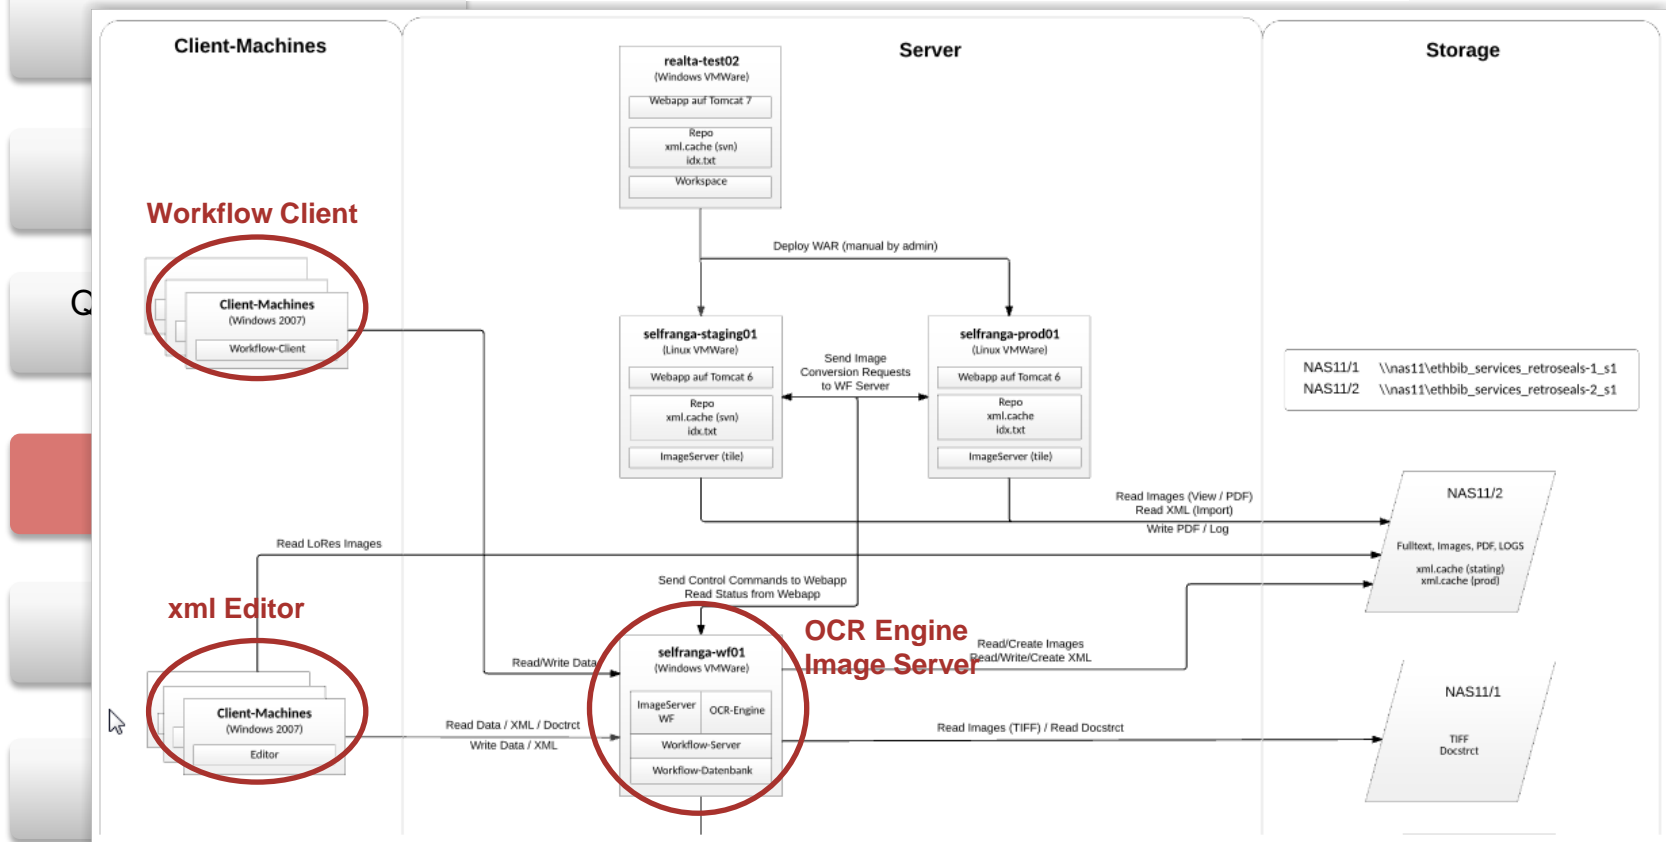 Client-Machines
Server
Storage
realta-test02
(Windows VMWare)
Webapp auf Tomcat 7
Repo
xml.cache (svn)
idx.txt
Workspace
Workflow Client
Deploy WAR (manual by admin)
Client-Machines
(Windows 2007)
Workflow-Client
Q
selfranga-staging01
(Linux VMWare)
Webapp auf Tomcat 6
Repo
xml.cache (svn)
idx.txt
ImageServer (tile)
Send Image
Conversion Requests
to WF Server
selfranga-prod01
(Linux VMWare)
Webapp auf Tomcat 6
Repo
xml.cache
idx.txt
ImageServer (tile)
NAS11/1 \\nas11\ethbib_services_retroseals-1_s1
NAS11/2 \\nas11\ethbib_services_retroseals-2_s1
Read Images (View / PDF)
Read XML (Import)
Write PDF / Log
NAS11/2
Fulltext, Images, PDF, LOGS
xml.cache (stating)
xml.cache (prod)
Read LoRes Images
Send Control Commands to Webapp
Read Status from Webapp
xml Editor
OCR Engine
Image Server
Read/Create Images
Read/Write/Create XML
Read/Write Data
selfranga-wf01
(Windows VMWare)
ImageServer
WF
OCR-Engine
Workflow-Server
Workflow-Datenbank
Client-Machines
(Windows 2007)
Editor
Read Data / XML / Doctrct
Write Data / XML
Read Images (TIFF) / Read Docstrct
NAS11/1
TIFF
Docstrct